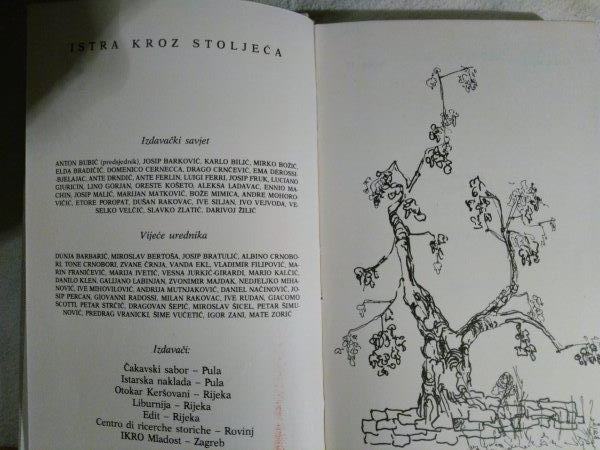 ISTRA KROZ STOLJEĆA
Izdavački savjet
ANTON BUBIĆ (predsjednik), JOSIP BARKOVIĆ, KARLO BILIĆ, MIRKO BOŽIĆ,
ELDA BRADIČIĆ, DOMENICO CERNECCA, DRAGO CRNČEVIĆ, EMA DEROSSI-
-BJELAJAC, ANTE DRNDIĆ, ANTE FERLIN, LUIGI FERRI, JOSIP FRUK, LUCIANO
GIURICIN, LINO GORJAN, ORESTE KOŠETO, ALEKSA LAĐAVAC, ENNIO MA-
CHIN, JOSIP MALIĆ, MARIJAN MATKOVIĆ, BOŽE MIMICA, ANDRE MOHORO-
VIČIĆ, ETORE POROPAT, DUŠAN RAKOVAC, IVE SILJAN, IVO VEJVODA, VE-
SELKO VELČIĆ, SLAVKO ZLATIĆ, DARIVOJ ŽILIĆ
Vijeće urednika
DUNJA BARBARIĆ, MIROSLAV BERTOŠA, JOSIP BRATULIĆ, ALBINO CRNOBO-
RI, TONE CRNOBORI, ZVANE ČRNJA, VANDA EKL, VLADIMIR FILIPOVIĆ, MA-
RIN FRANIČEVIĆ, MARIJA IVETIĆ, VESNA JURKIĆ-GIRARDI, MARIO KALČIĆ,
DANILO KLEN, GALLIANO LABINJAN, ZVONIMIR MAJDAK, NEDJELJKO MIHA-
NOVIĆ, IVE MIHOVILOVIĆ, ANDRIJA MUTNJAKOVIĆ, DANIEL NAČINOVIĆ, JO-
SIP PERCAN, GIOVANNI RADOSSI, MILAN RAKOVAC, IVE RUDAN, GIACOMO
SCOTTI, PETAR STRČIĆ, DRAGOVAN ŠEPIĆ, MIROSLAV ŠICEL, PETAR ŠIMU-
NOVIĆ, PREDRAG VRANICKI, ŠIME VUČETIĆ, IGOR ZANI, MATE ZORIĆ
Izdavači:
Čakavski sabor – Pula
Istarska naklada – Pula
Otokar Keršovani – Rijeka
Liburnija – Rijeka
Edit – Rijeka
Centro di ricerche storiche – Rovinj
IKRO Mladost – Zagreb